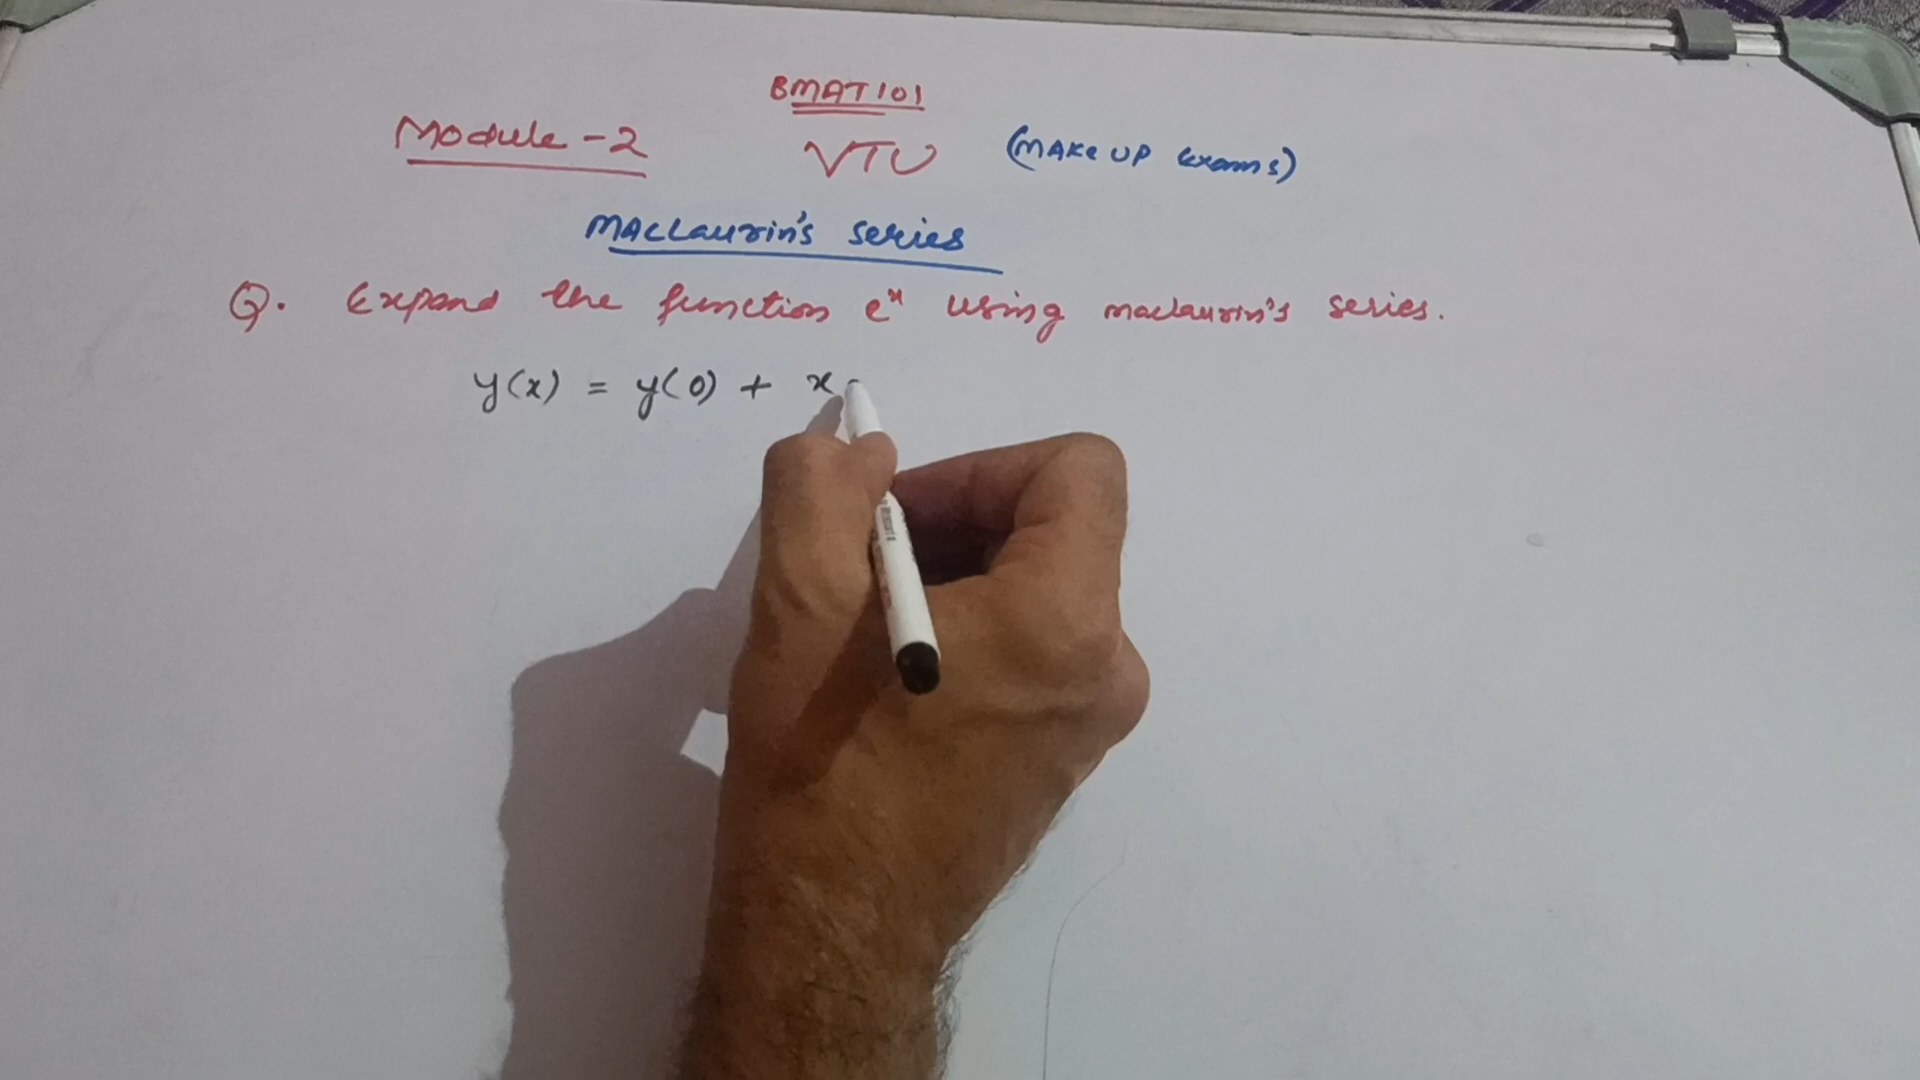 BMAT101
Module-2 VTU (MAKE UP Exams)
MACLaurin's series
Q. Expand the function eˣ using maclaurin's series.
y(x) = y(0) + x